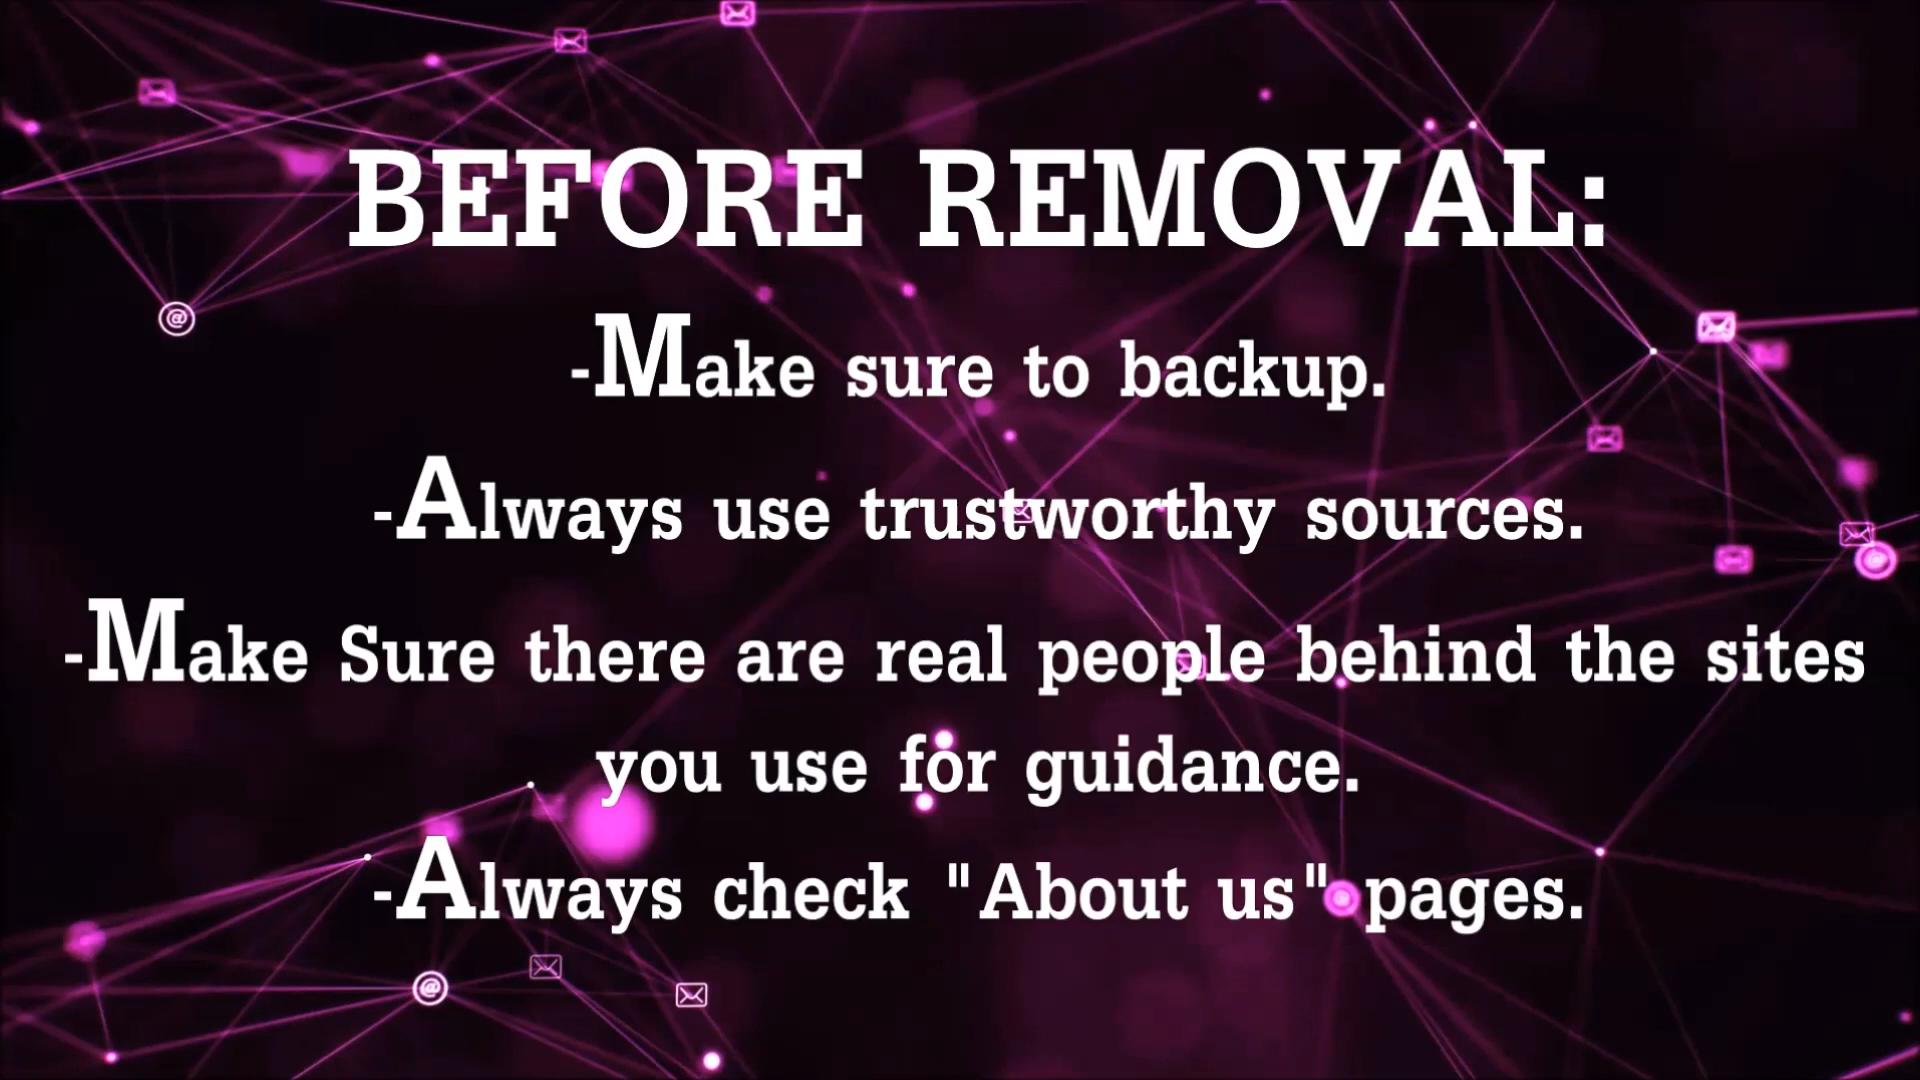 BEFORE REMOVAL:
-Make sure to backup.
-Always use trustworthy sources.
-Make Sure there are real people behind the sites
you use for guidance.
-Always check "About us" pages.